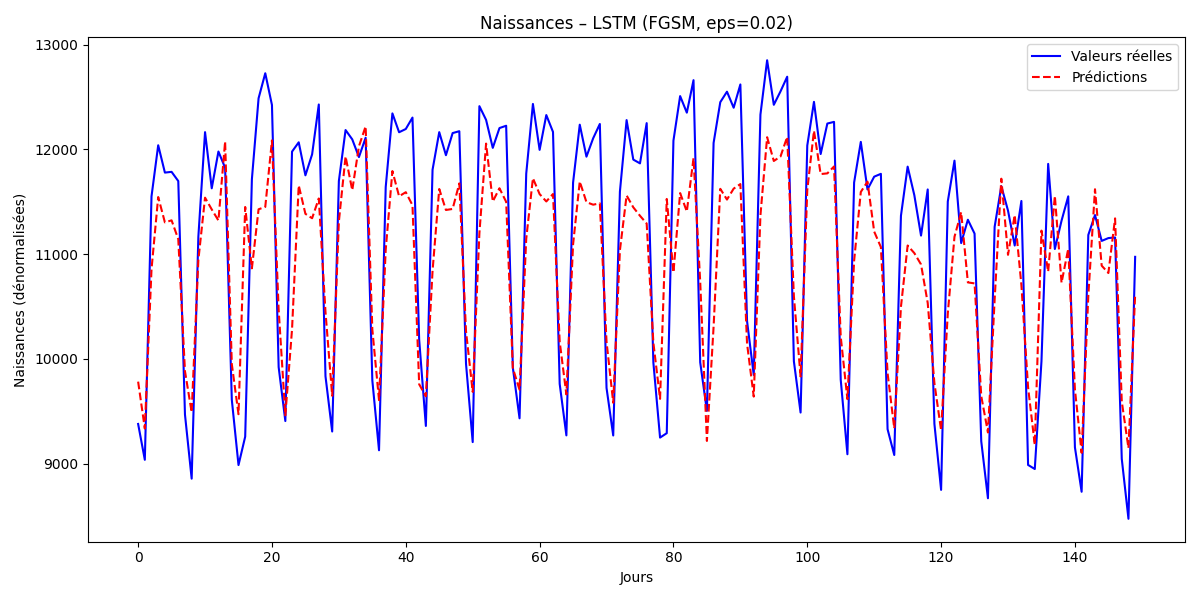 Naissances – LSTM (FGSM, eps=0.02)
Valeurs réelles
Prédictions
Naissances (dénormalisées)
13000
12000
11000
10000
9000
0 20 40 60 80 100 120 140
Jours